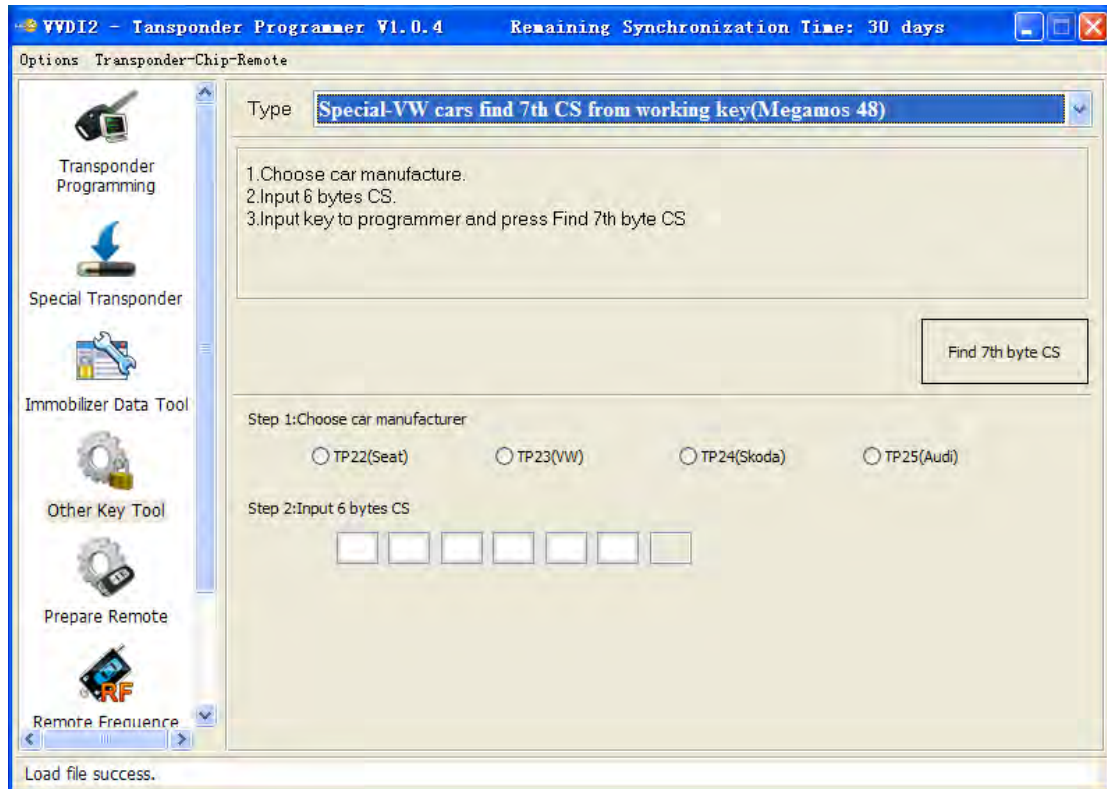 VVDI2 - Tansponder Programmer V1.0.4 Remaining Synchronization Time: 30 days
Options Transponder-Chip-Remote
Transponder
Programming
Special Transponder
Immobilizer Data Tool
Other Key Tool
Prepare Remote
RF
Remote Frequence
Type Special-VW cars find 7th CS from working key(Megamos 48)
1.Choose car manufacture.
2.Input 6 bytes CS.
3.Input key to programmer and press Find 7th byte CS
Find 7th byte CS
Step 1:Choose car manufacturer
TP22(Seat) TP23(VW) TP24(Skoda) TP25(Audi)
Step 2:Input 6 bytes CS
Load file success.